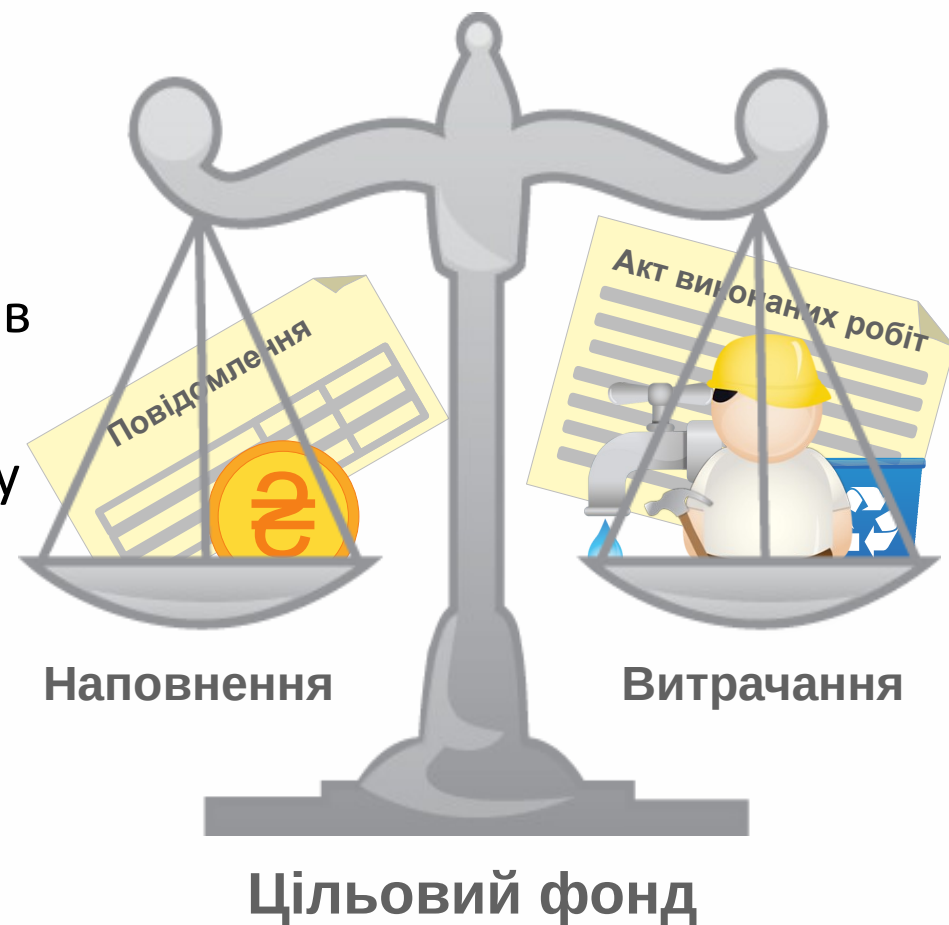 Акт виконаних робіт
в
Повідомлення
у
₴
Наповнення
Витрачання
Цільовий фонд